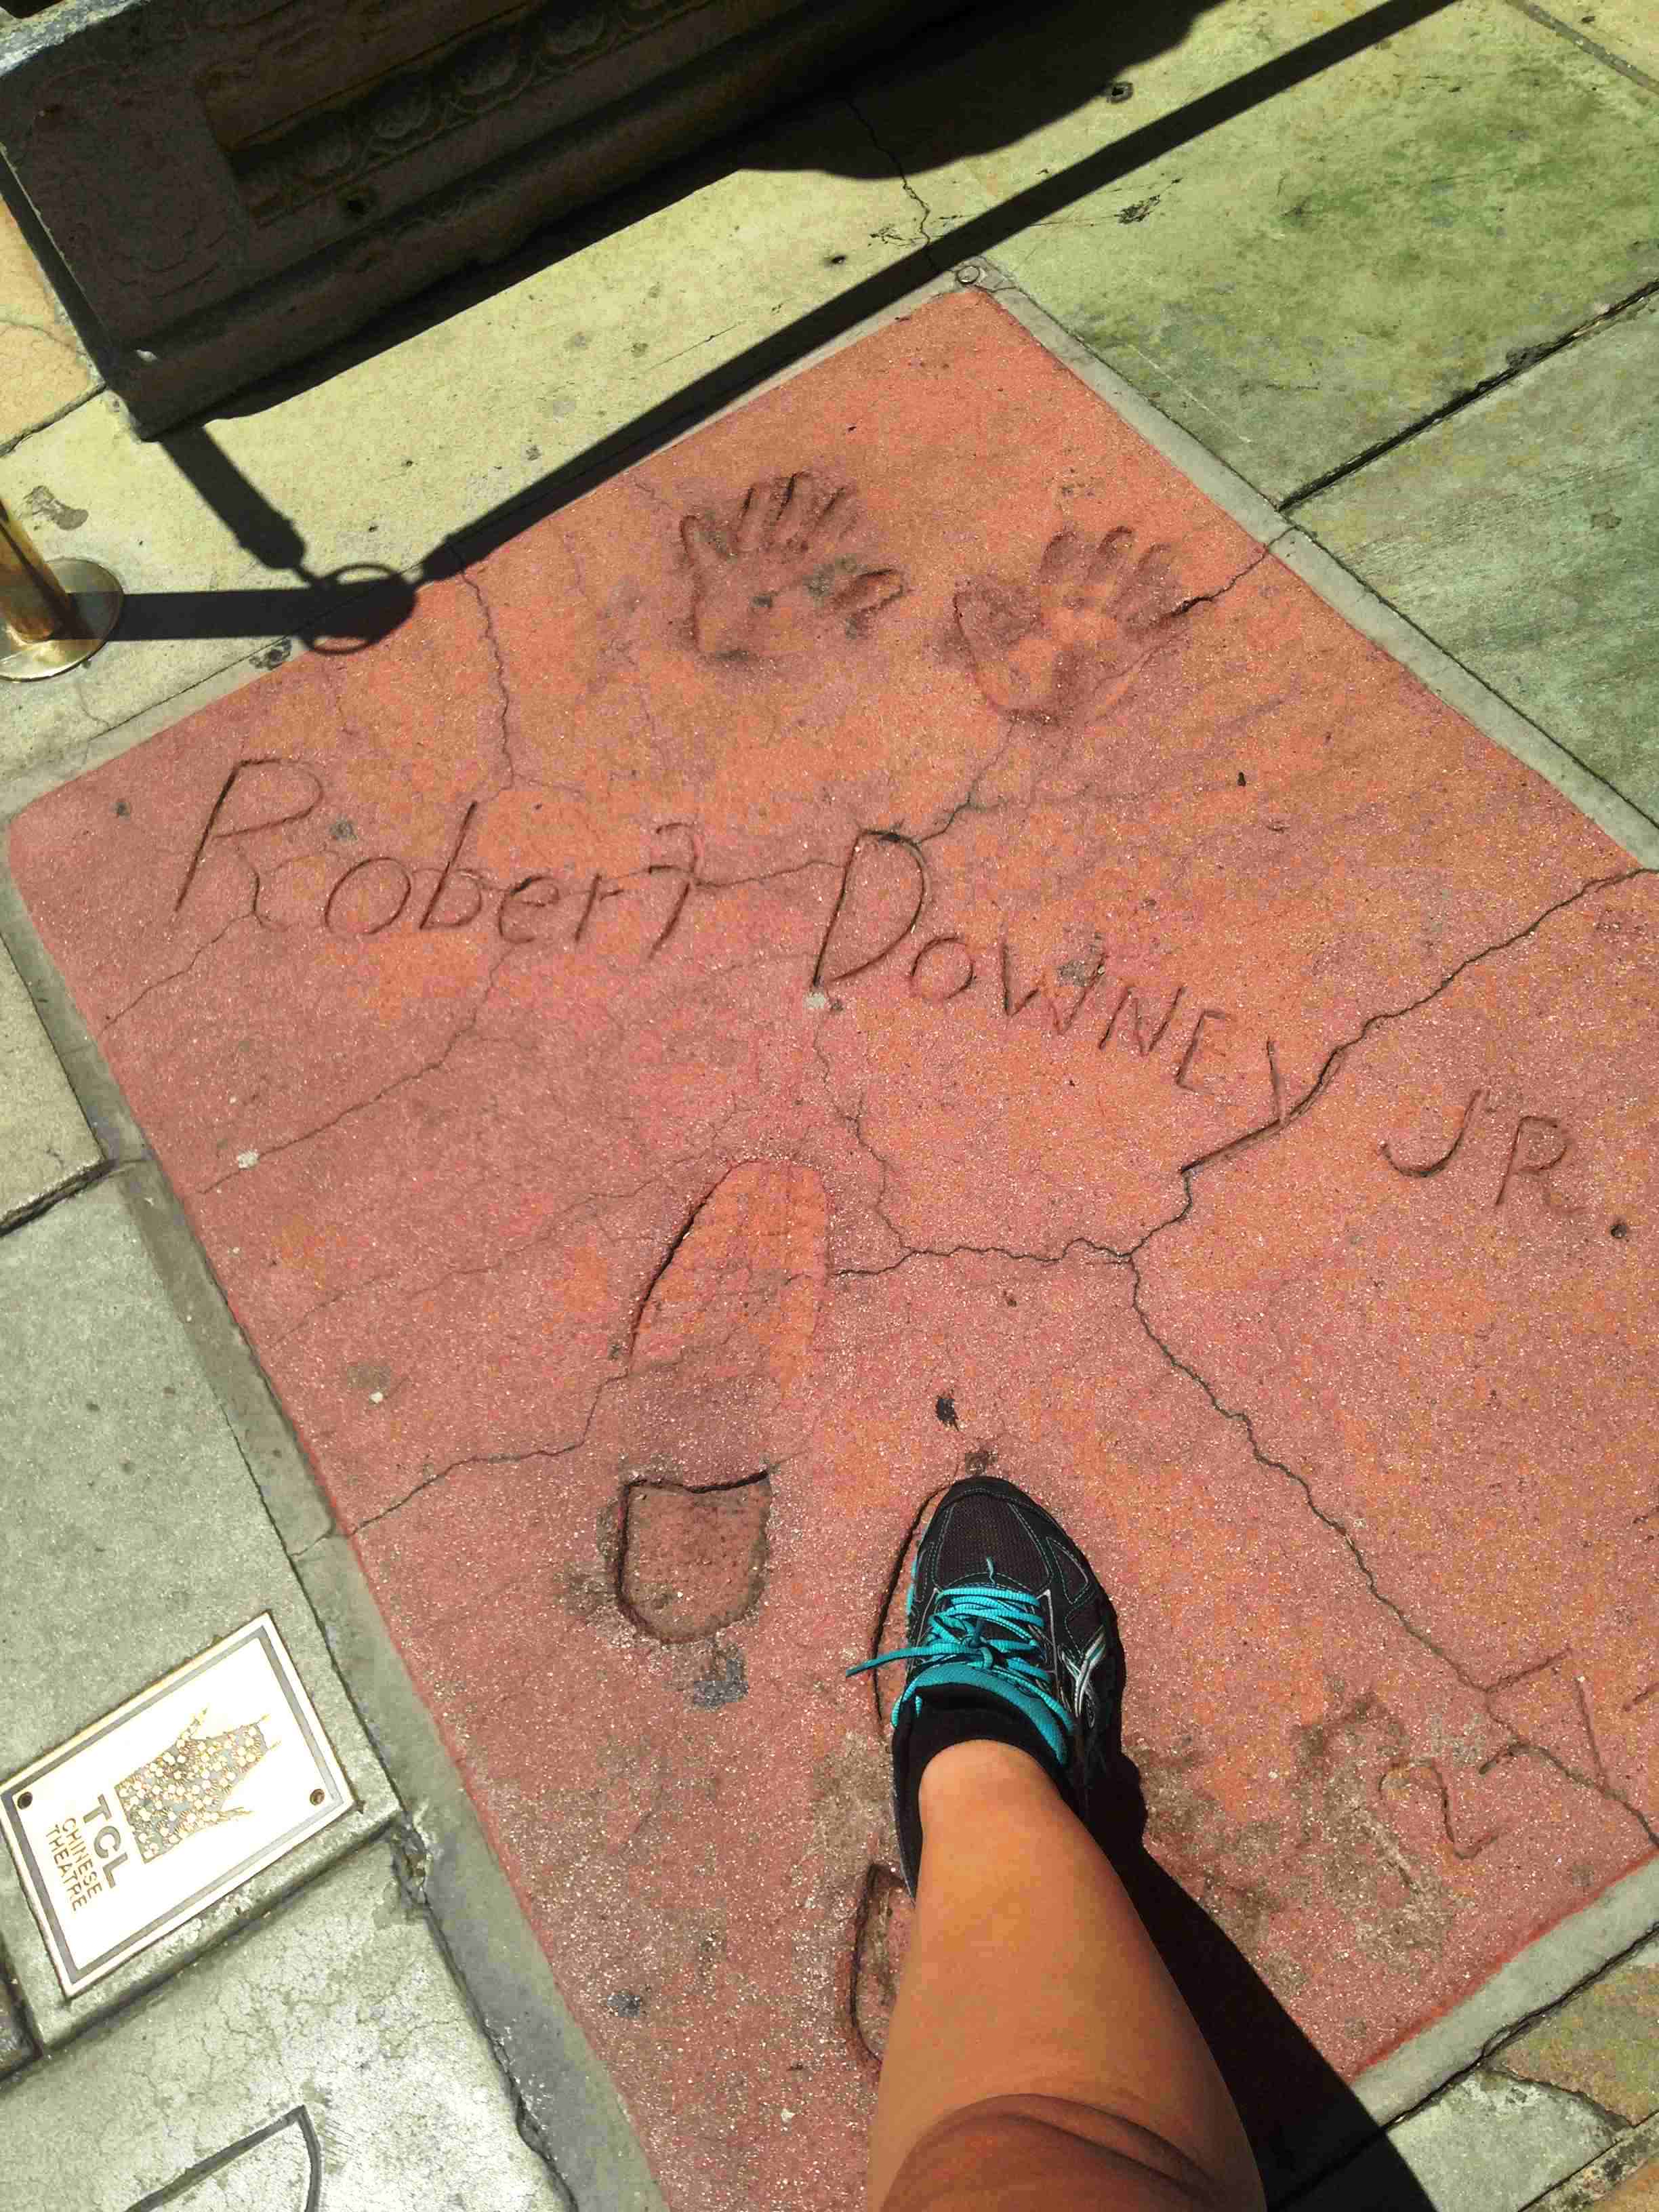 Robert DOWNEY JR.
TCL
CHINESE
THEATRE